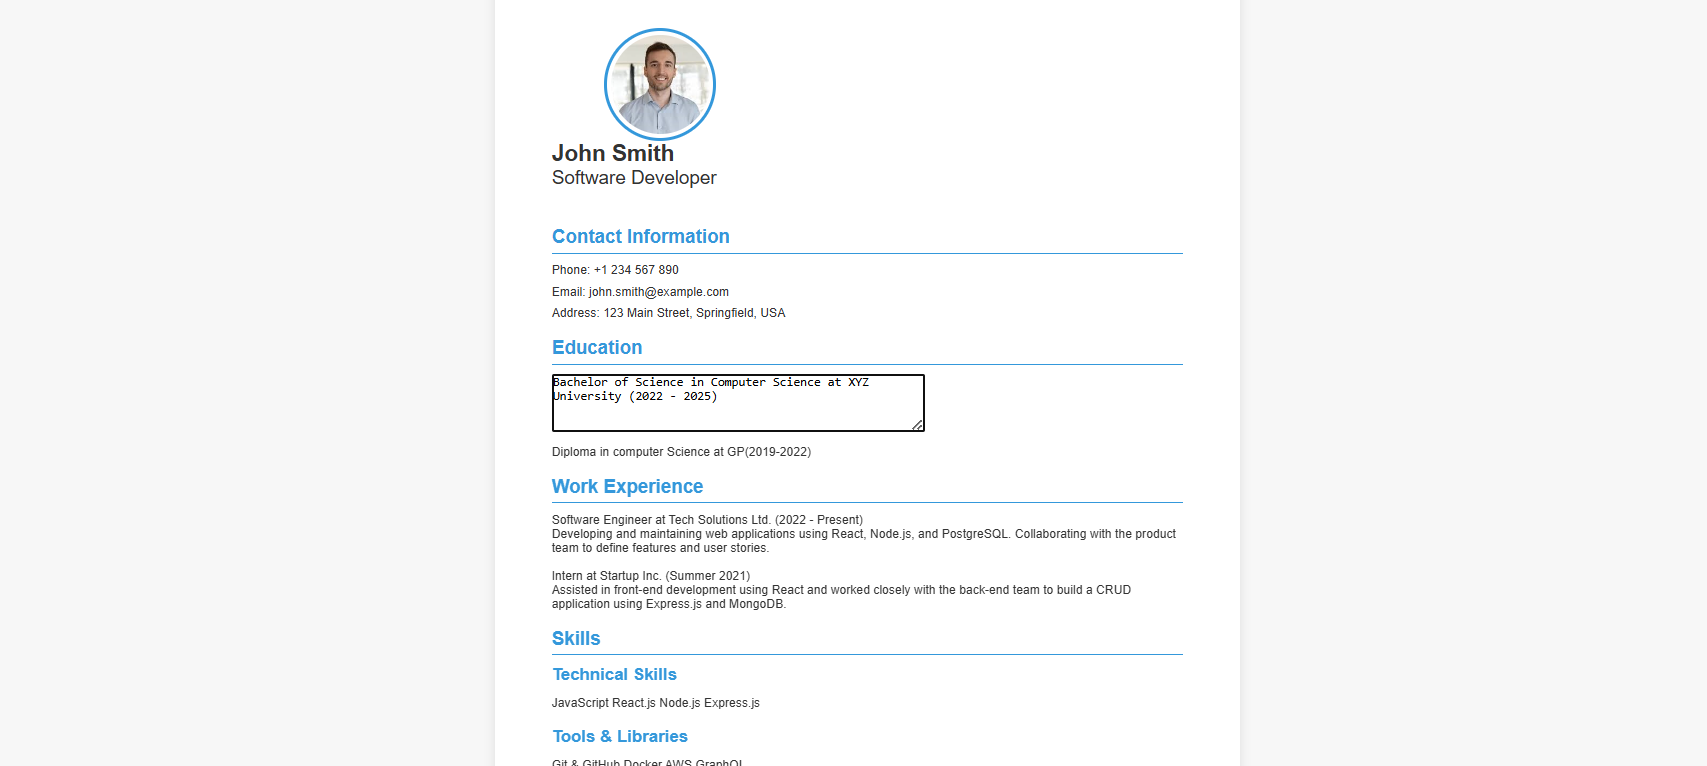 John Smith
Software Developer
Contact Information
Phone: +1 234 567 890
Email: john.smith@example.com
Address: 123 Main Street, Springfield, USA
Education
Bachelor of Science in Computer Science at XYZ
University (2022 - 2025)
Diploma in computer Science at GP(2019-2022)
Work Experience
Software Engineer at Tech Solutions Ltd. (2022 - Present)
Developing and maintaining web applications using React, Node.js, and PostgreSQL. Collaborating with the product
team to define features and user stories.
Intern at Startup Inc. (Summer 2021)
Assisted in front-end development using React and worked closely with the back-end team to build a CRUD
application using Express.js and MongoDB.
Skills
Technical Skills
JavaScript React.js Node.js Express.js
Tools & Libraries
Git & GitHub Docker AWS GraphQL